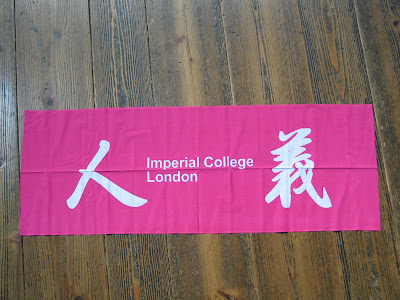 人
Imperial College
London
義